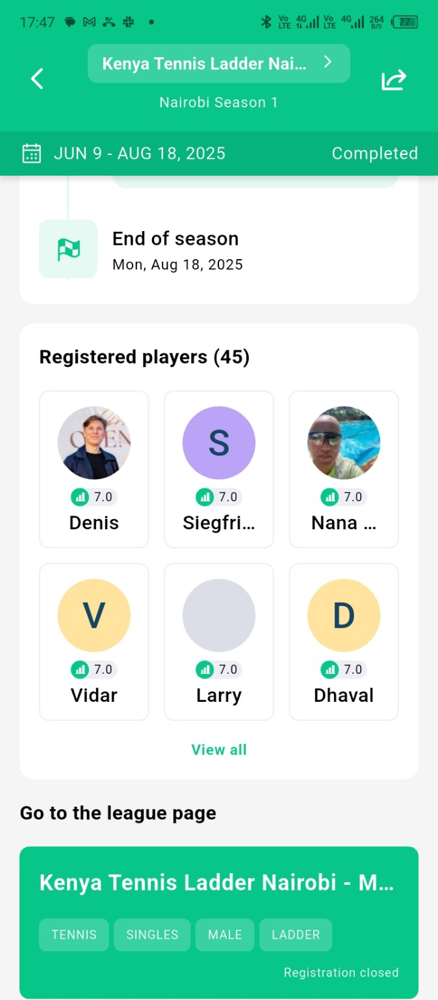 17:47
Vo LTE 4G Vo LTE 4G 264 B/S 77
Kenya Tennis Ladder Nai...
Nairobi Season 1
JUN 9 - AUG 18, 2025 Completed
End of season
Mon, Aug 18, 2025
Registered players (45)
OPEN
S
7.0 7.0 7.0
Denis Siegfri... Nana ...
V D
7.0 7.0 7.0
Vidar Larry Dhaval
View all
Go to the league page
Kenya Tennis Ladder Nairobi - M...
TENNIS SINGLES MALE LADDER
Registration closed